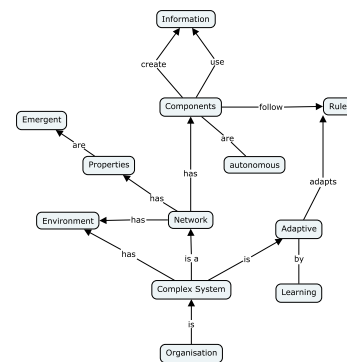 Information
create
use
Components
follow
Rule
Emergent
are
are
Properties
autonomous
has
adapts
has
Environment
has
Network
Adaptive
has
is a
is
by
Complex System
Learning
is
Organisation